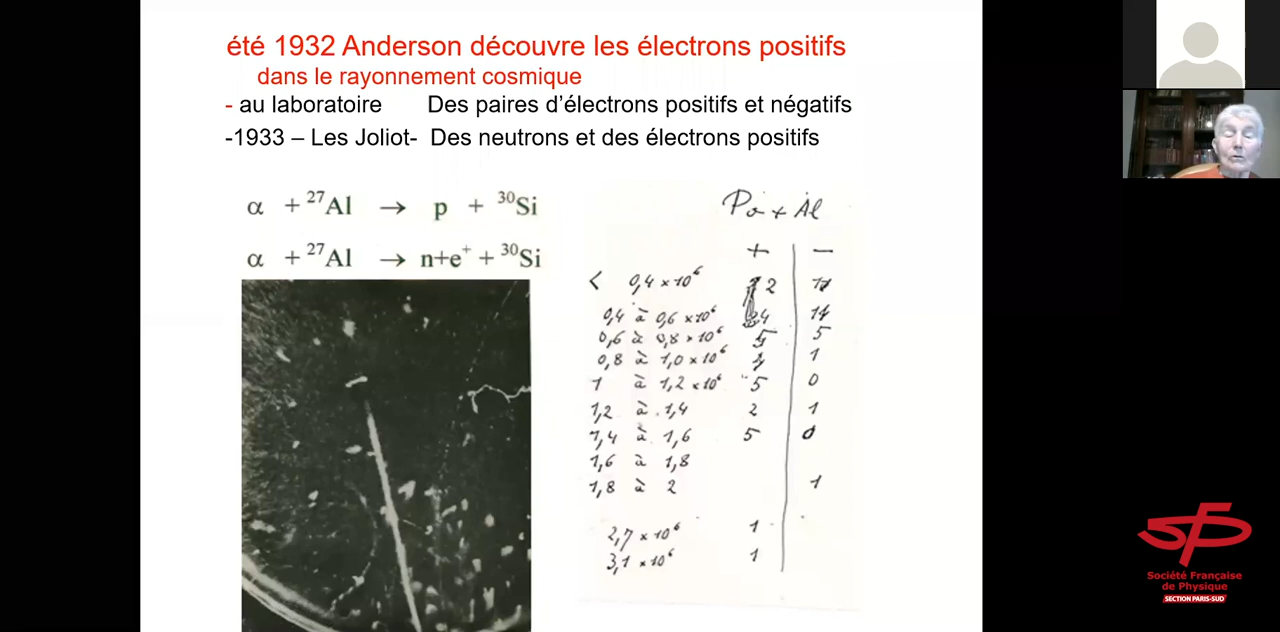 été 1932 Anderson découvre les électrons positifs
dans le rayonnement cosmique
- au laboratoire Des paires d'électrons positifs et négatifs
-1933 – Les Joliot- Des neutrons et des électrons positifs
α + ²⁷Al → p + ³⁰Si
α + ²⁷Al → n+e⁺ + ³⁰Si
Po + Al
+ −
< 0,4 × 10⁶ 2
0,4 à 0,6 × 10⁶
0,6 à 0,8 × 10⁶ 5 5
0,8 à 1,0 × 10⁶ 1
1 à 1,2 × 10⁶ 5 0
1,2 à 1,4 2 1
1,4 à 1,6 5 0
1,6 à 1,8
1,8 à 2 1
2,7 × 10⁶ 1
3,1 × 10⁶ 1
sfp
Société Française
de Physique
SECTION PARIS-SUD